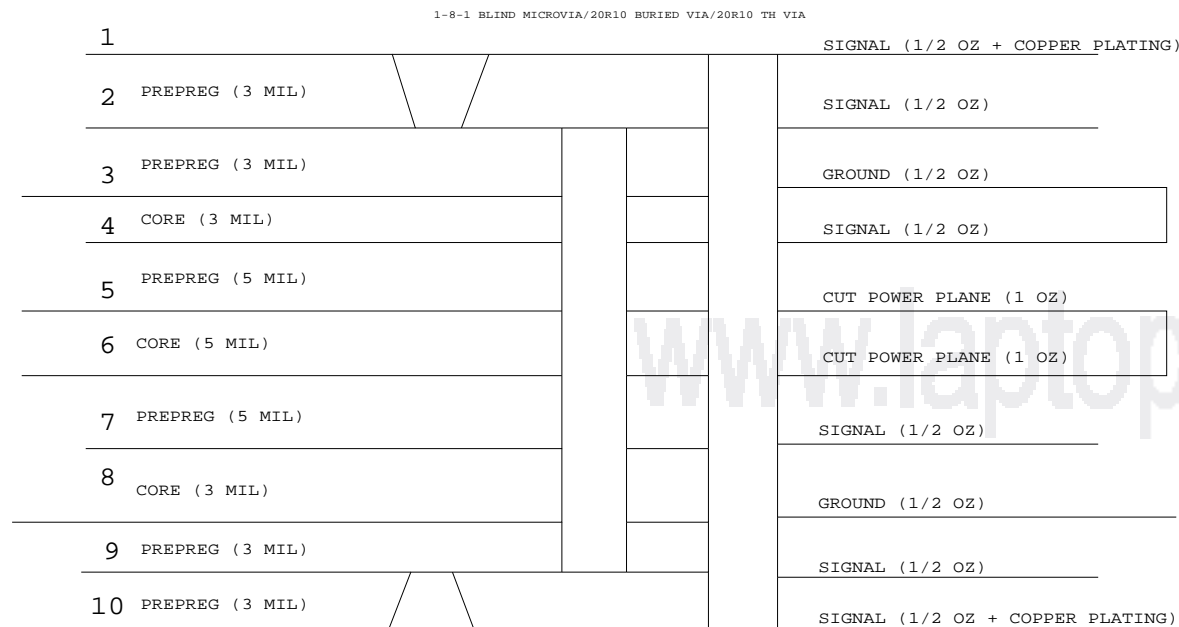 1-8-1 BLIND MICROVIA/20R10 BURIED VIA/20R10 TH VIA
1
SIGNAL (1/2 OZ + COPPER PLATING)
2 PREPREG (3 MIL)
SIGNAL (1/2 OZ)
3 PREPREG (3 MIL)
GROUND (1/2 OZ)
4 CORE (3 MIL)
SIGNAL (1/2 OZ)
5 PREPREG (5 MIL)
CUT POWER PLANE (1 OZ)
6 CORE (5 MIL)
CUT POWER PLANE (1 OZ)
7 PREPREG (5 MIL)
SIGNAL (1/2 OZ)
8 CORE (3 MIL)
GROUND (1/2 OZ)
9 PREPREG (3 MIL)
SIGNAL (1/2 OZ)
10 PREPREG (3 MIL)
SIGNAL (1/2 OZ + COPPER PLATING)
www.laptop